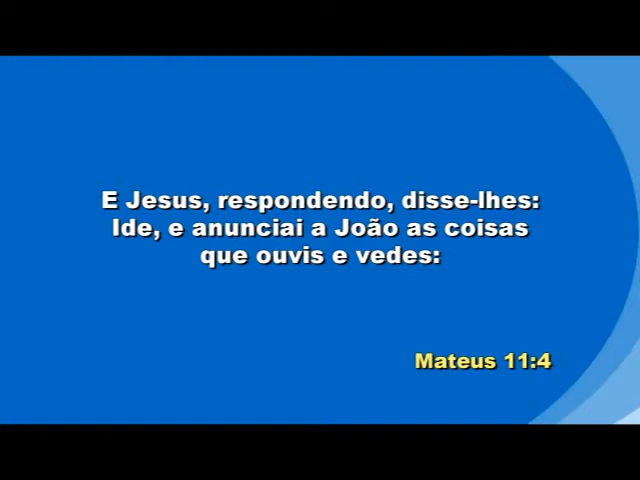 E Jesus, respondendo, disse-lhes:
Ide, e anunciai a João as coisas
que ouvis e vedes:
Mateus 11:4